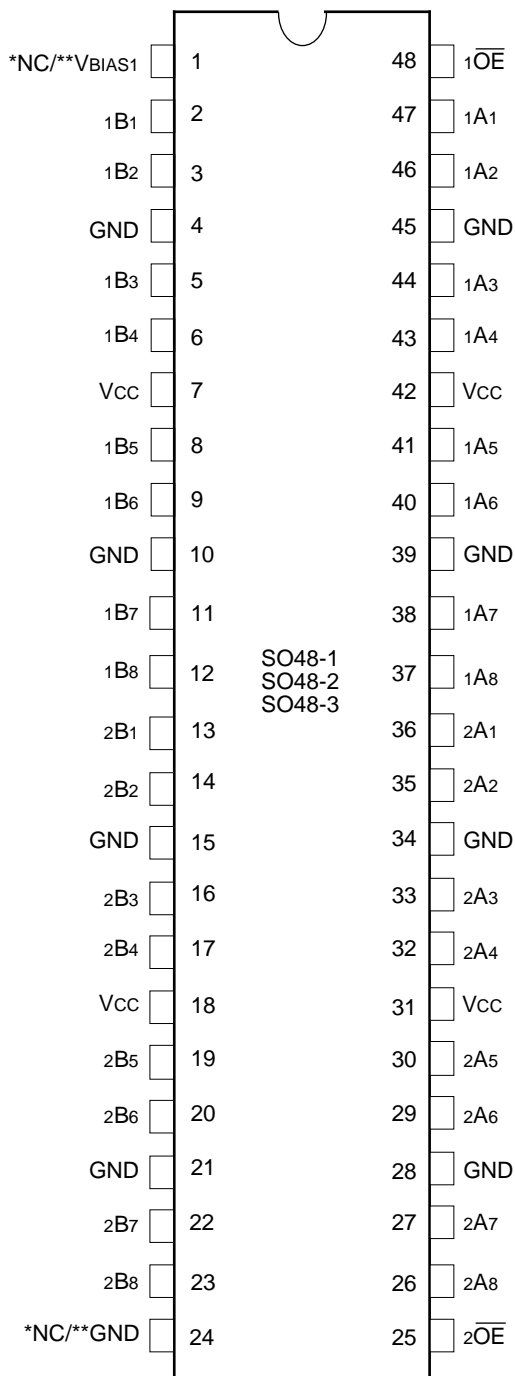 *NC/**VBIAS1 1 48 1OE
1B1 2 47 1A1
1B2 3 46 1A2
GND 4 45 GND
1B3 5 44 1A3
1B4 6 43 1A4
VCC 7 42 VCC
1B5 8 41 1A5
1B6 9 40 1A6
GND 10 39 GND
1B7 11 38 1A7
1B8 12 37 1A8
SO48-1
SO48-2
SO48-3
2B1 13 36 2A1
2B2 14 35 2A2
GND 15 34 GND
2B3 16 33 2A3
2B4 17 32 2A4
VCC 18 31 VCC
2B5 19 30 2A5
2B6 20 29 2A6
GND 21 28 GND
2B7 22 27 2A7
2B8 23 26 2A8
*NC/**GND 24 25 2OE